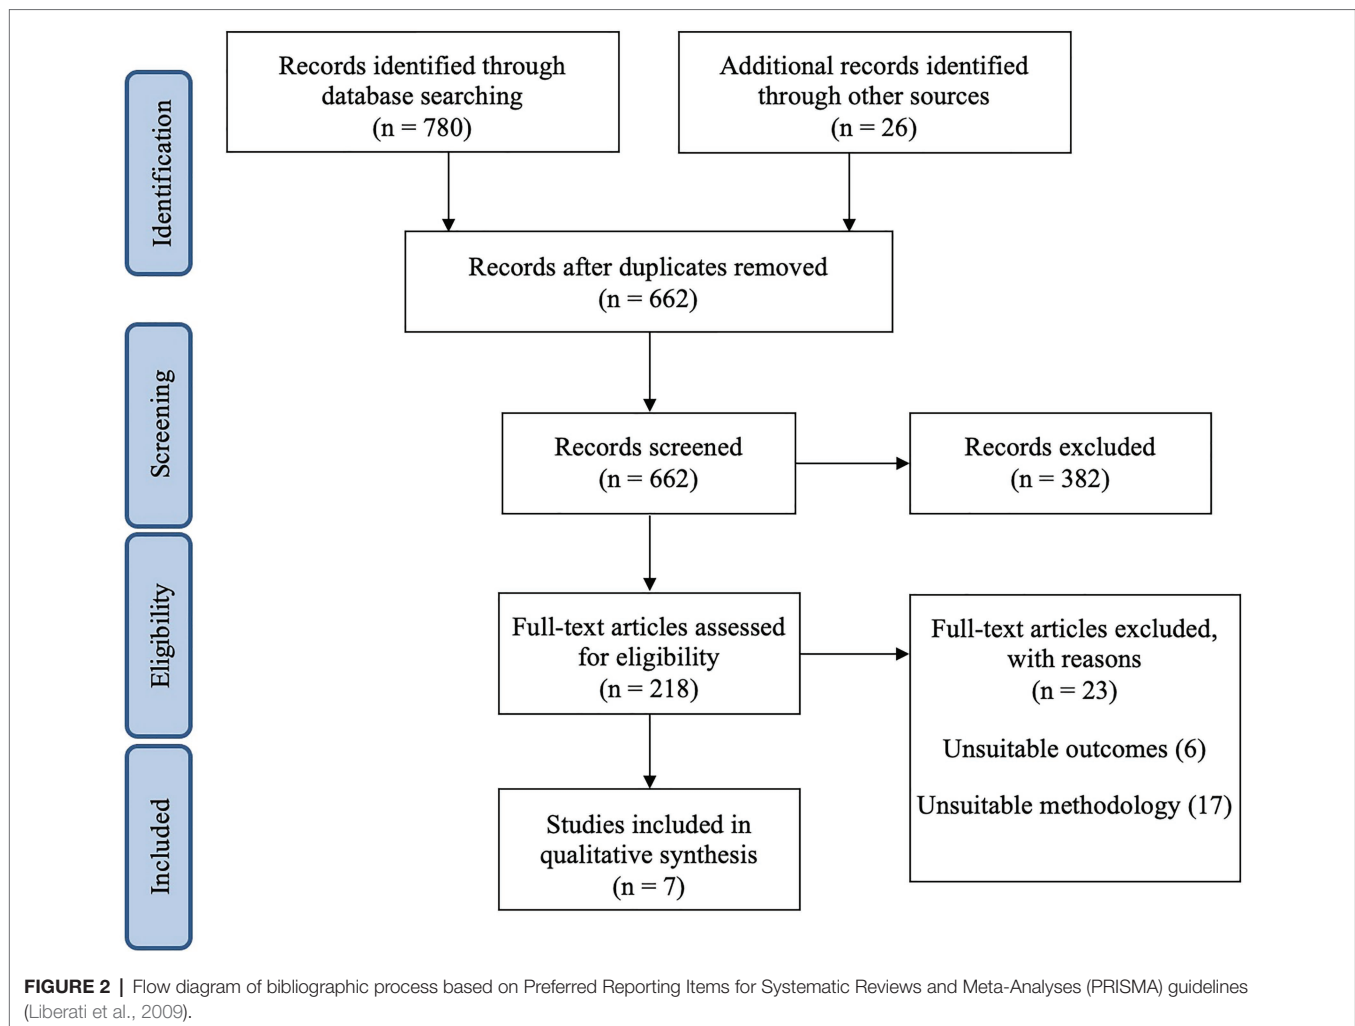 Identification
Records identified through
database searching
(n = 780)
Additional records identified
through other sources
(n = 26)
Records after duplicates removed
(n = 662)
Screening
Records screened
(n = 662)
Records excluded
(n = 382)
Eligibility
Full-text articles assessed
for eligibility
(n = 218)
Full-text articles excluded,
with reasons
(n = 23)
Unsuitable outcomes (6)
Unsuitable methodology (17)
Included
Studies included in
qualitative synthesis
(n = 7)
FIGURE 2 | Flow diagram of bibliographic process based on Preferred Reporting Items for Systematic Reviews and Meta-Analyses (PRISMA) guidelines
(Liberati et al., 2009).